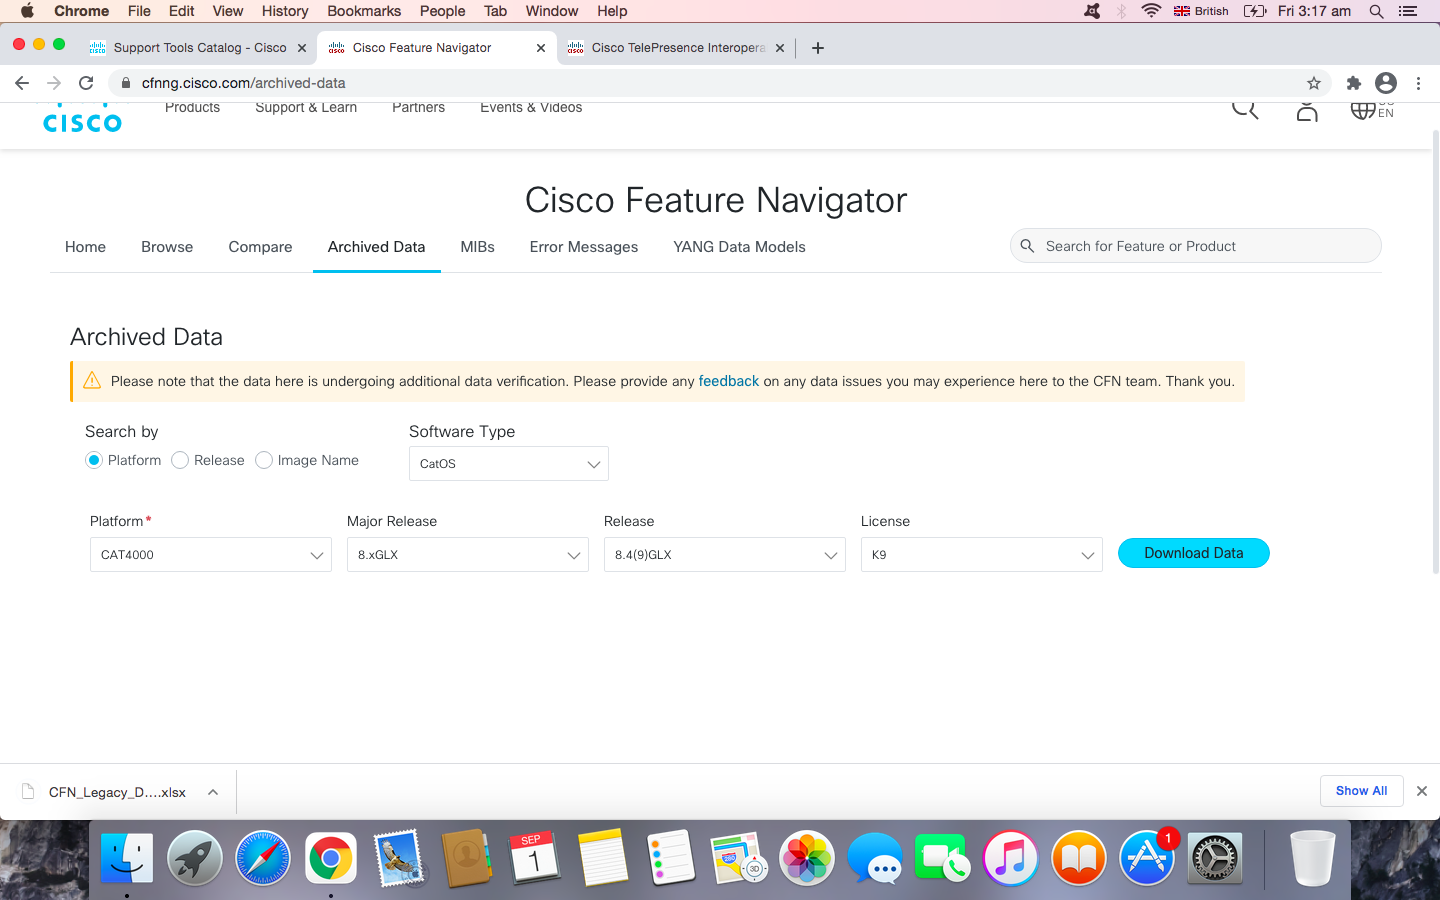 Chrome File Edit View History Bookmarks People Tab Window Help British Fri 3:17 am
Support Tools Catalog - Cisco Cisco Feature Navigator Cisco TelePresence Interopera
cfnng.cisco.com/archived-data
Products Support & Learn Partners Events & Videos
CISCO EN
Cisco Feature Navigator
Home Browse Compare Archived Data MIBs Error Messages YANG Data Models Search for Feature or Product
Archived Data
Please note that the data here is undergoing additional data verification. Please provide any feedback on any data issues you may experience here to the CFN team. Thank you.
Search by Software Type
Platform Release Image Name CatOS
Platform* Major Release Release License
CAT4000 8.xGLX 8.4(9)GLX K9 Download Data
CFN_Legacy_D....xlsx Show All
SEP
1
280
3D
1